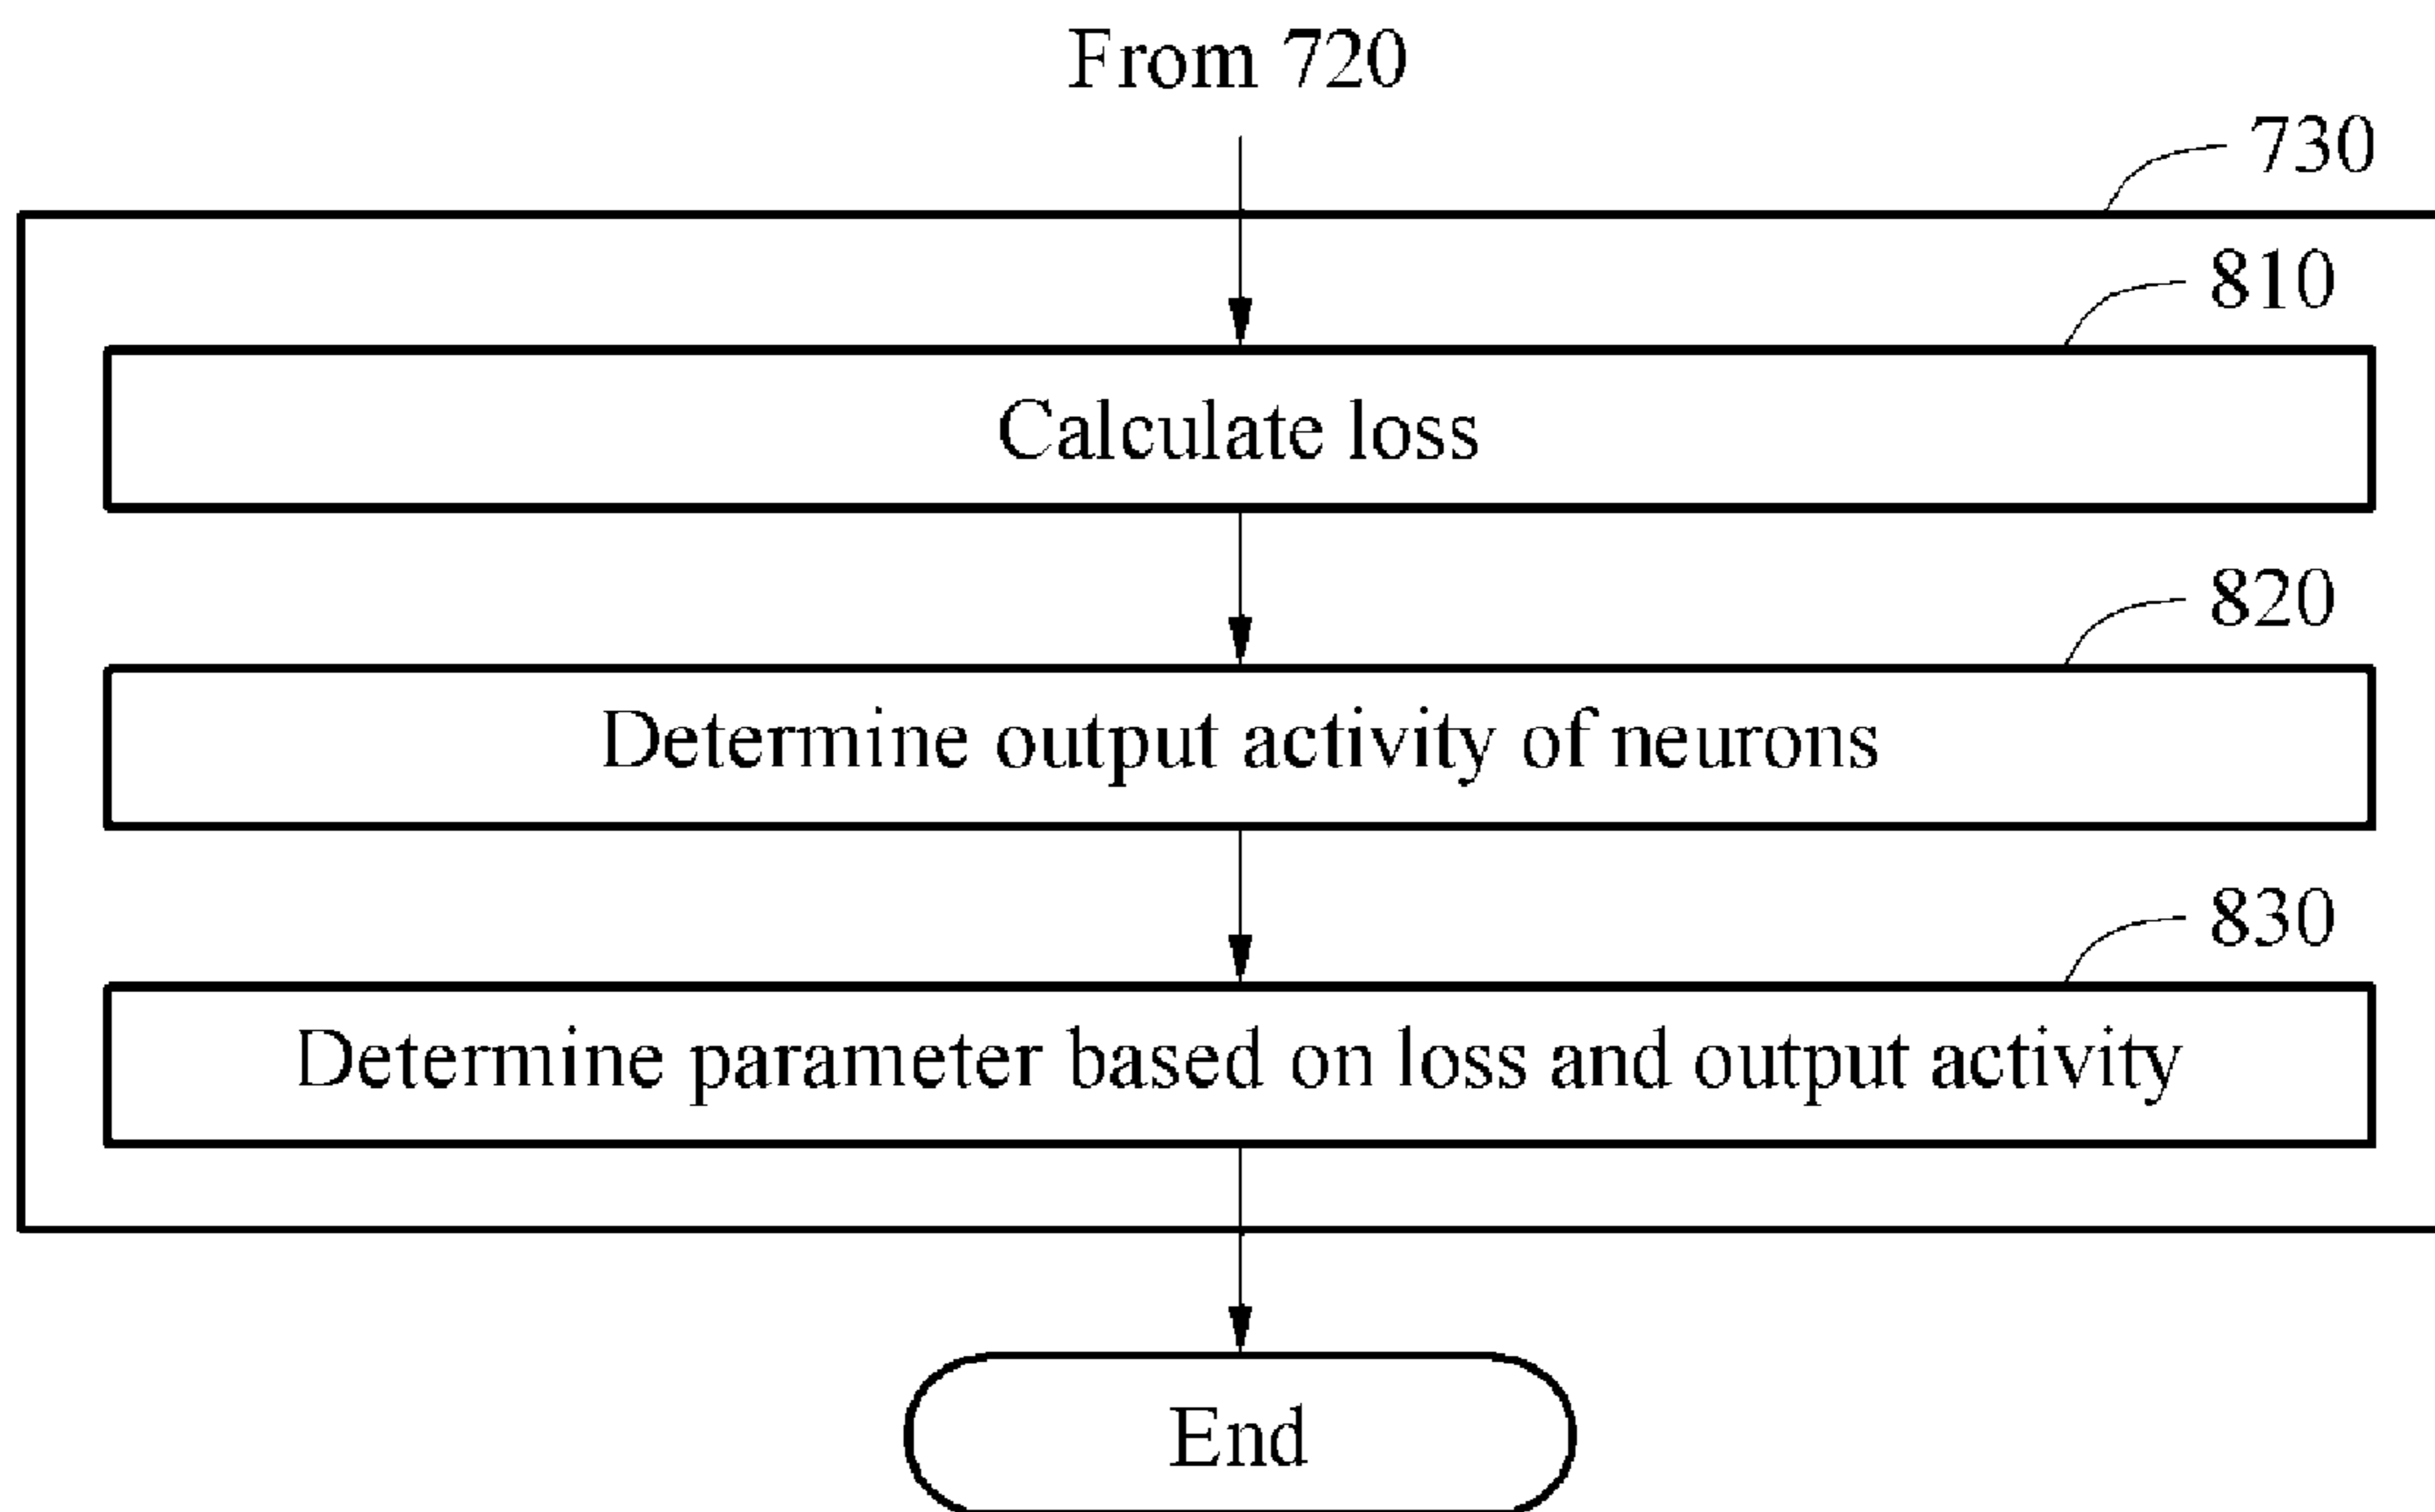 From 720
730
810
Calculate loss
820
Determine output activity of neurons
830
Determine parameter based on loss and output activity
End